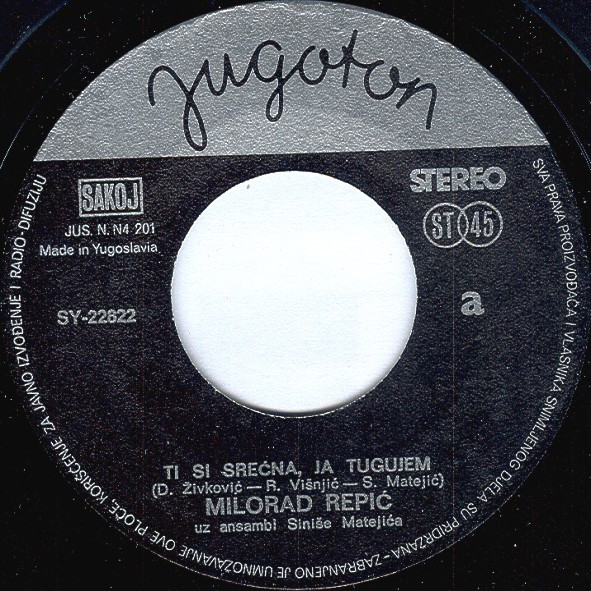 jugoton
SAKOJ
JUS. N. N4 201
Made in Yugoslavia
SY-22822
STEREO
ST 45
a
TI SI SREĆNA, JA TUGUJEM
(D. Živković — R. Višnjić — S. Matejić)
MILORAD REPIĆ
uz ansambl Siniše Matejića
SVA PRAVA PROIZVOĐAČA I VLASNIKA SNIMLJENOG DJELA SU PRIDRŽANA - ZABRANJENO JE UMNOŽAVANJE OVE PLOČE, KORIŠĆENJE ZA JAVNO IZVOĐENJE I RADIO-DIFUZIJU